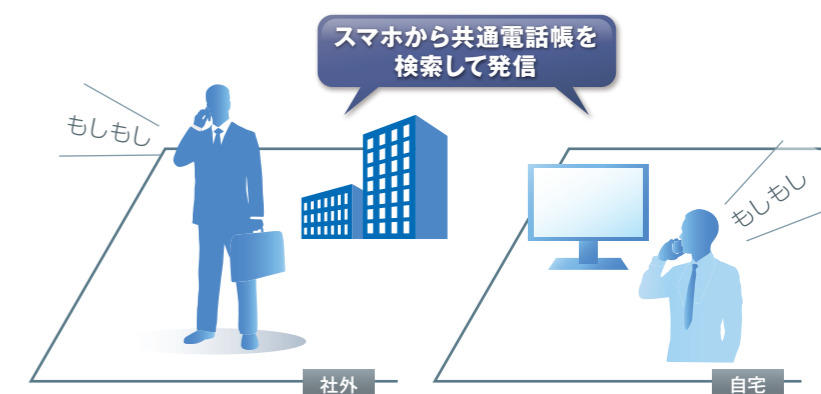 スマホから共通電話帳を
検索して発信
もしもし
もしもし
社外
自宅